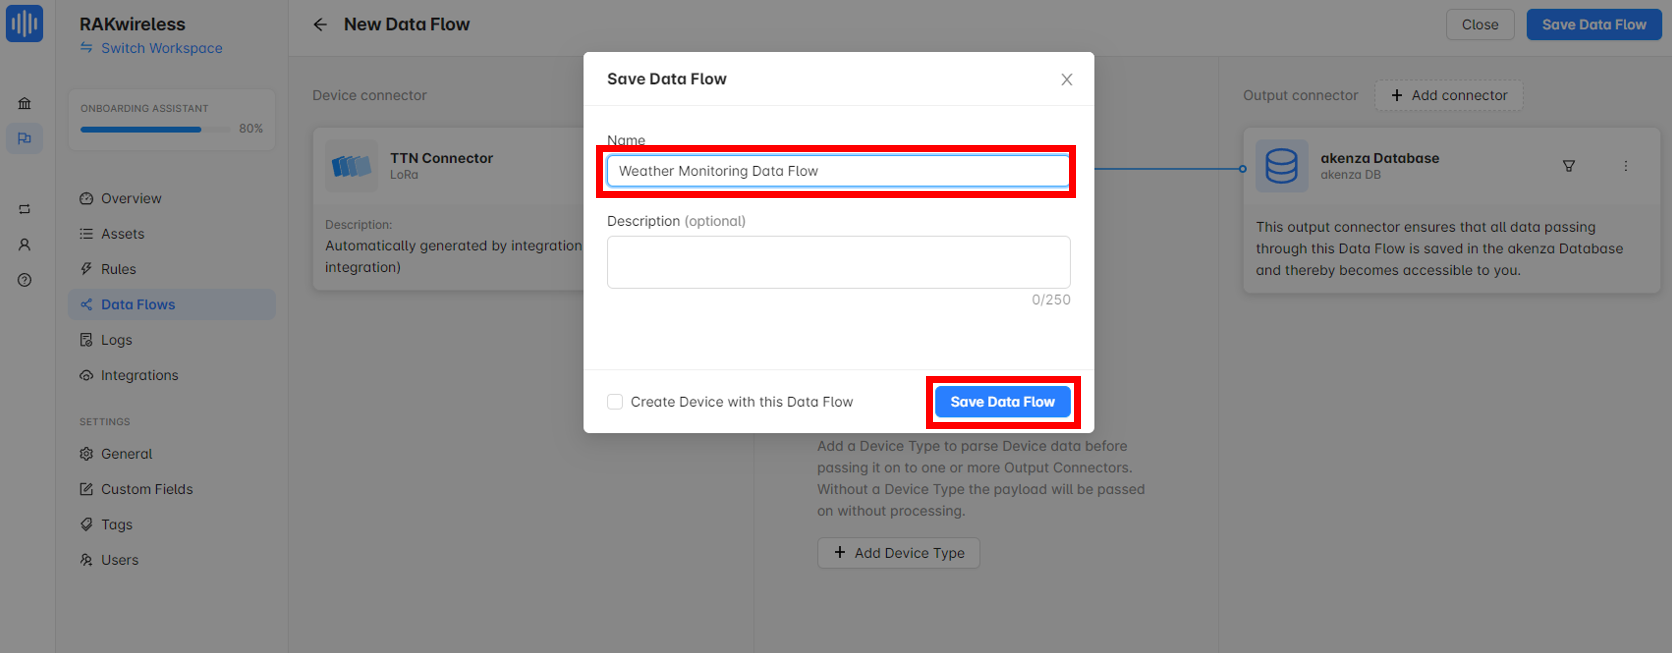 RAKwireless
Switch Workspace
ONBOARDING ASSISTANT
80%
Overview
Assets
Rules
Data Flows
Logs
Integrations
SETTINGS
General
Custom Fields
Tags
Users
New Data Flow
Close
Save Data Flow
Device connector
TTN Connector
LoRa
Description:
Automatically generated by integration
integration)
Save Data Flow
Name
Weather Monitoring Data Flow
Description (optional)
0/250
Create Device with this Data Flow
Save Data Flow
Add a Device Type to parse Device data before
passing it on to one or more Output Connectors.
Without a Device Type the payload will be passed
on without processing.
+ Add Device Type
Output connector
+ Add connector
akenza Database
akenza DB
This output connector ensures that all data passing
through this Data Flow is saved in the akenza Database
and thereby becomes accessible to you.